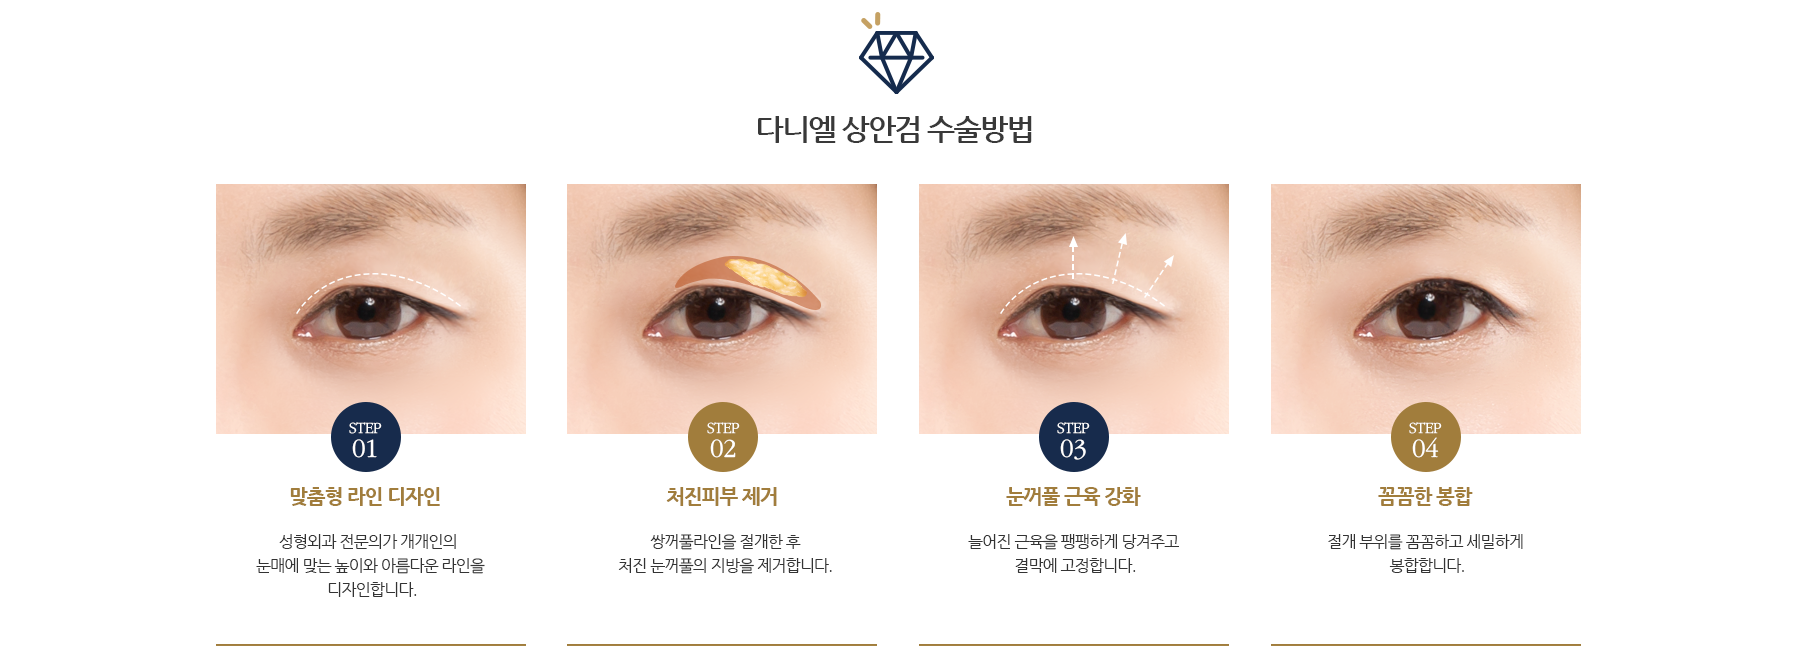 다니엘 상안검 수술방법
STEP
01
맞춤형 라인 디자인
성형외과 전문의가 개개인의
눈매에 맞는 높이와 아름다운 라인을
디자인합니다.
STEP
02
처진피부 제거
쌍꺼풀라인을 절개한 후
처진 눈꺼풀의 지방을 제거합니다.
STEP
03
눈꺼풀 근육 강화
늘어진 근육을 팽팽하게 당겨주고
결막에 고정합니다.
STEP
04
꼼꼼한 봉합
절개 부위를 꼼꼼하고 세밀하게
봉합합니다.